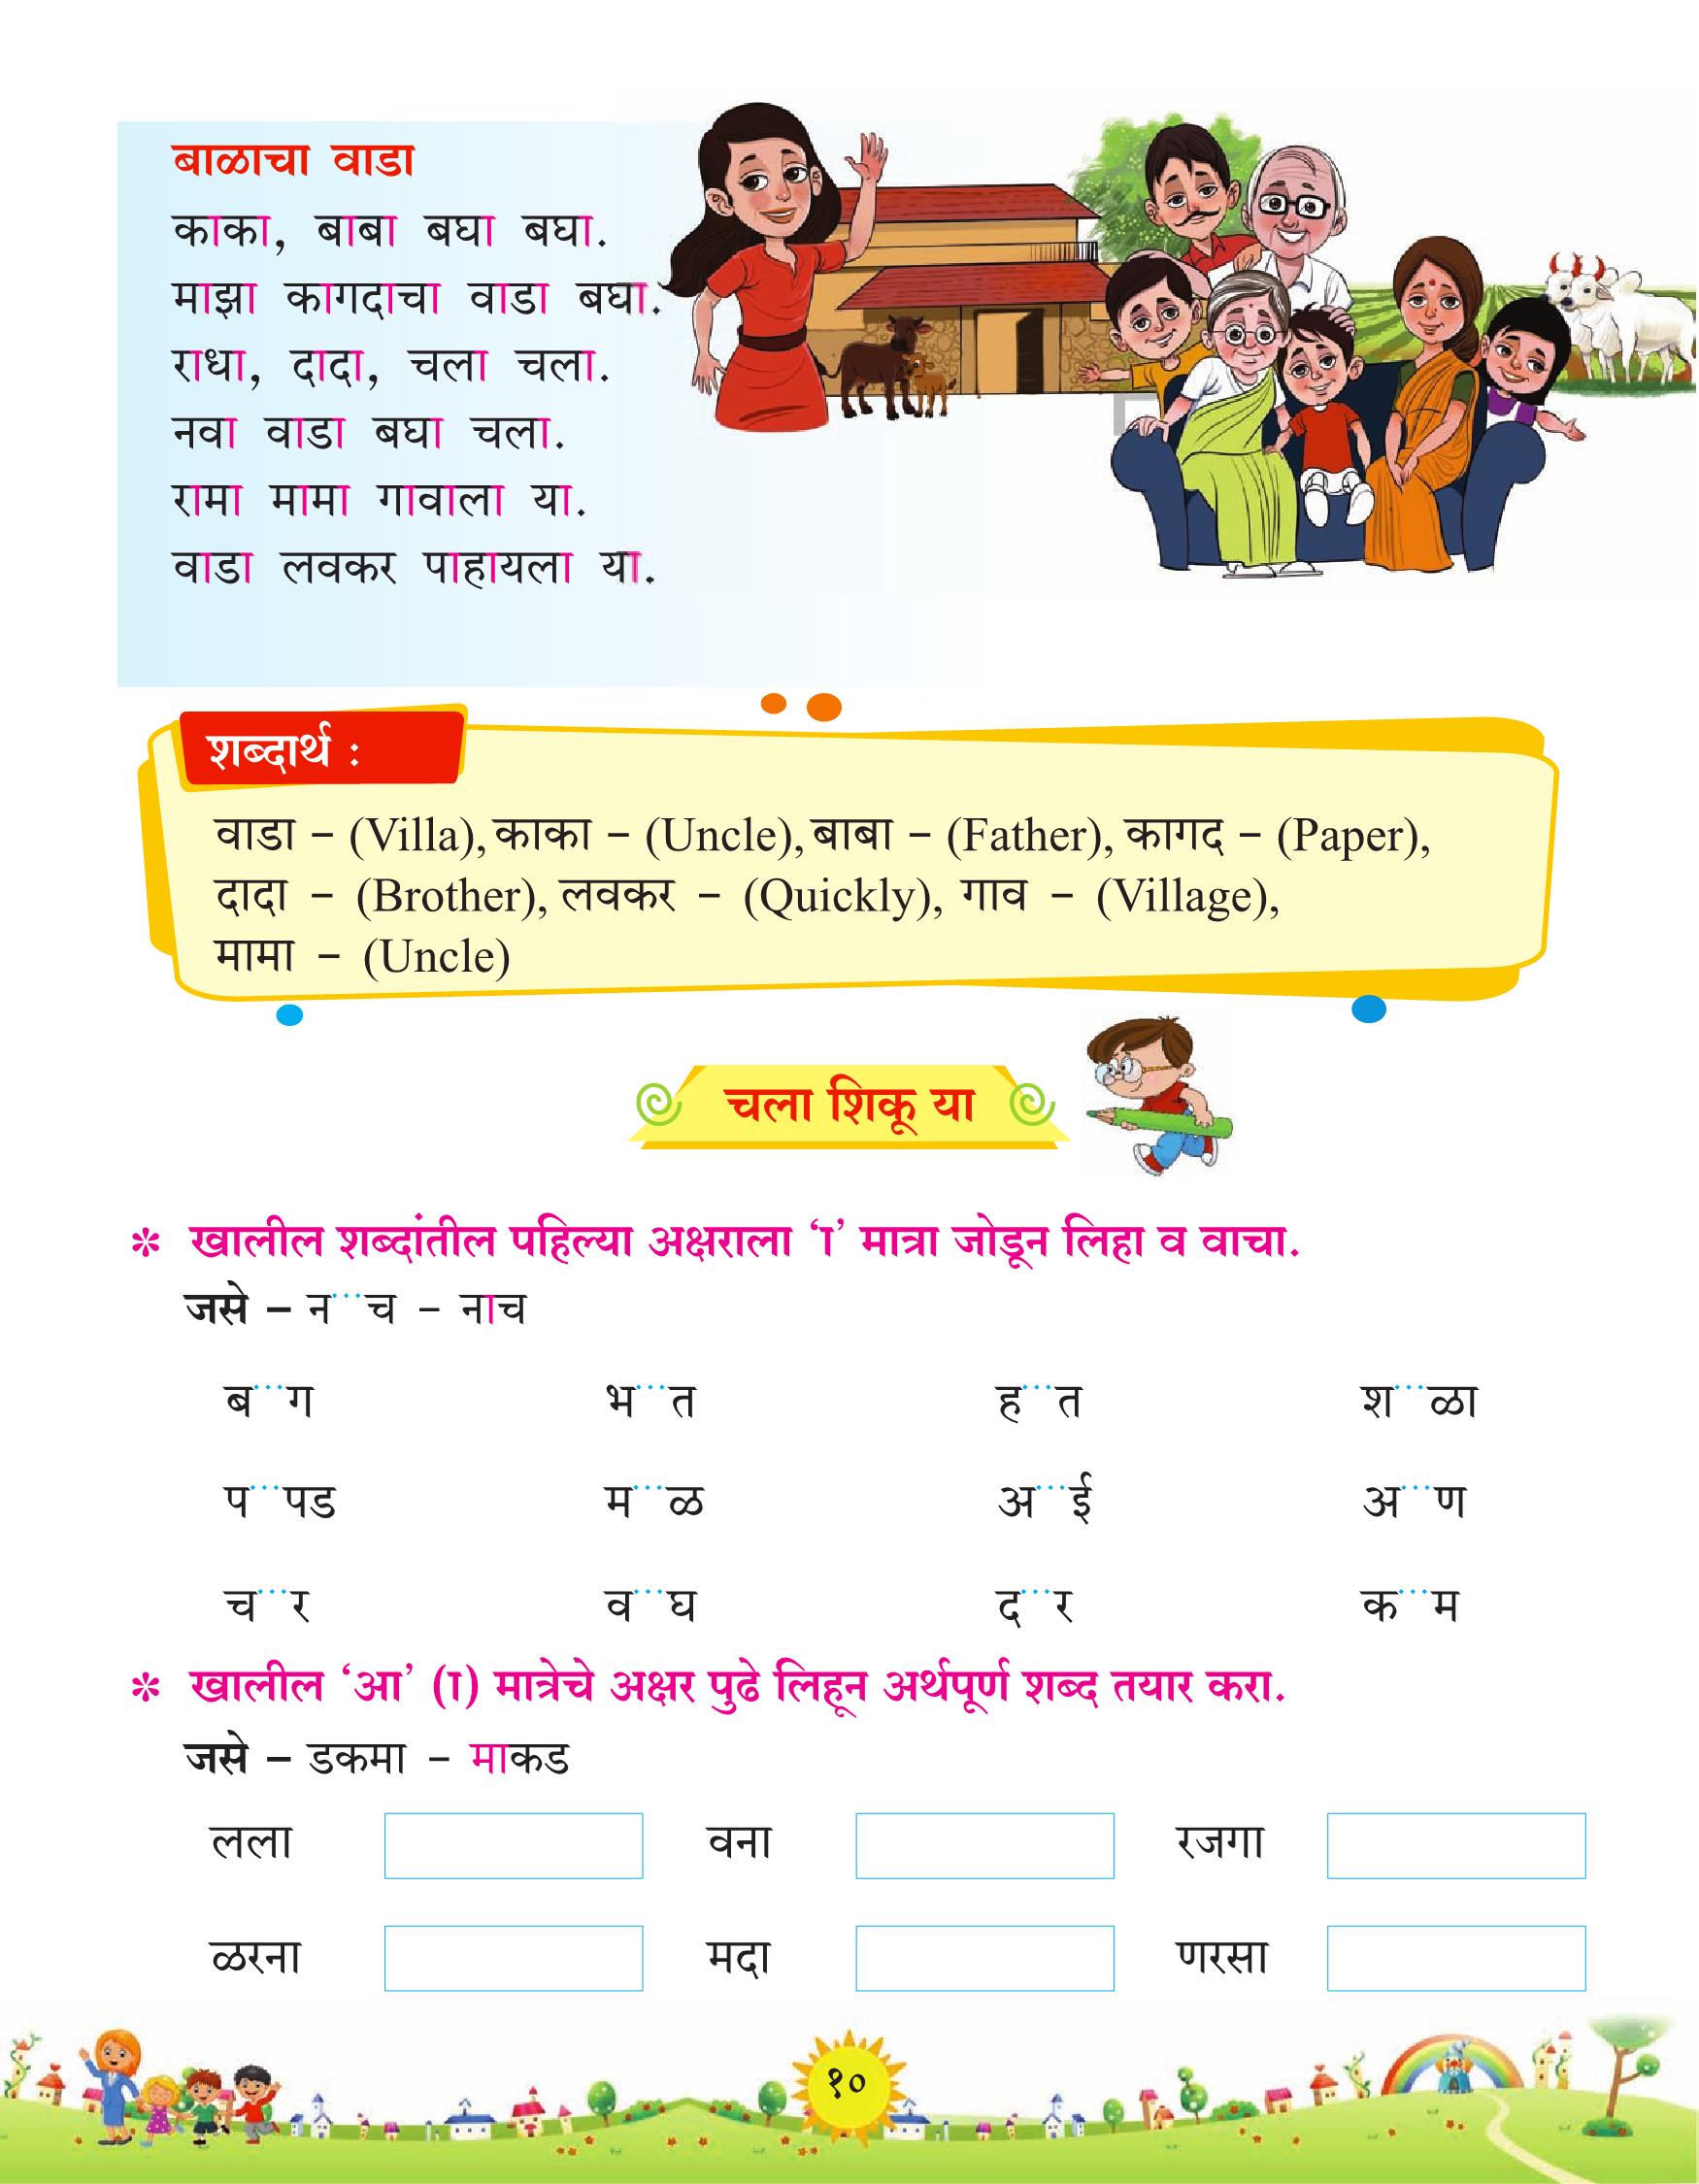 बाळाचा वाडा
काका, बाबा बघा बघा.
माझा कागदाचा वाडा बघा.
राधा, दादा, चला चला.
नवा वाडा बघा चला.
रामा मामा गावाला या.
वाडा लवकर पाहायला या.
शब्दार्थ :
वाडा – (Villa), काका – (Uncle), बाबा – (Father), कागद – (Paper),
दादा – (Brother), लवकर – (Quickly), गाव – (Village),
मामा – (Uncle)
चला शिकू या
* खालील शब्दांतील पहिल्या अक्षराला ‘ा’ मात्रा जोडून लिहा व वाचा.
जसे – न...च – नाच
ब...ग भ...त ह...त श...ळा
प...पड म...ळ अ...ई अ...ण
च...र व...घ द...र क...म
* खालील ‘आ’ (ा) मात्रेचे अक्षर पुढे लिहून अर्थपूर्ण शब्द तयार करा.
जसे – डकमा – माकड
लला वना रजगा
ळरना मदा णरसा
१०